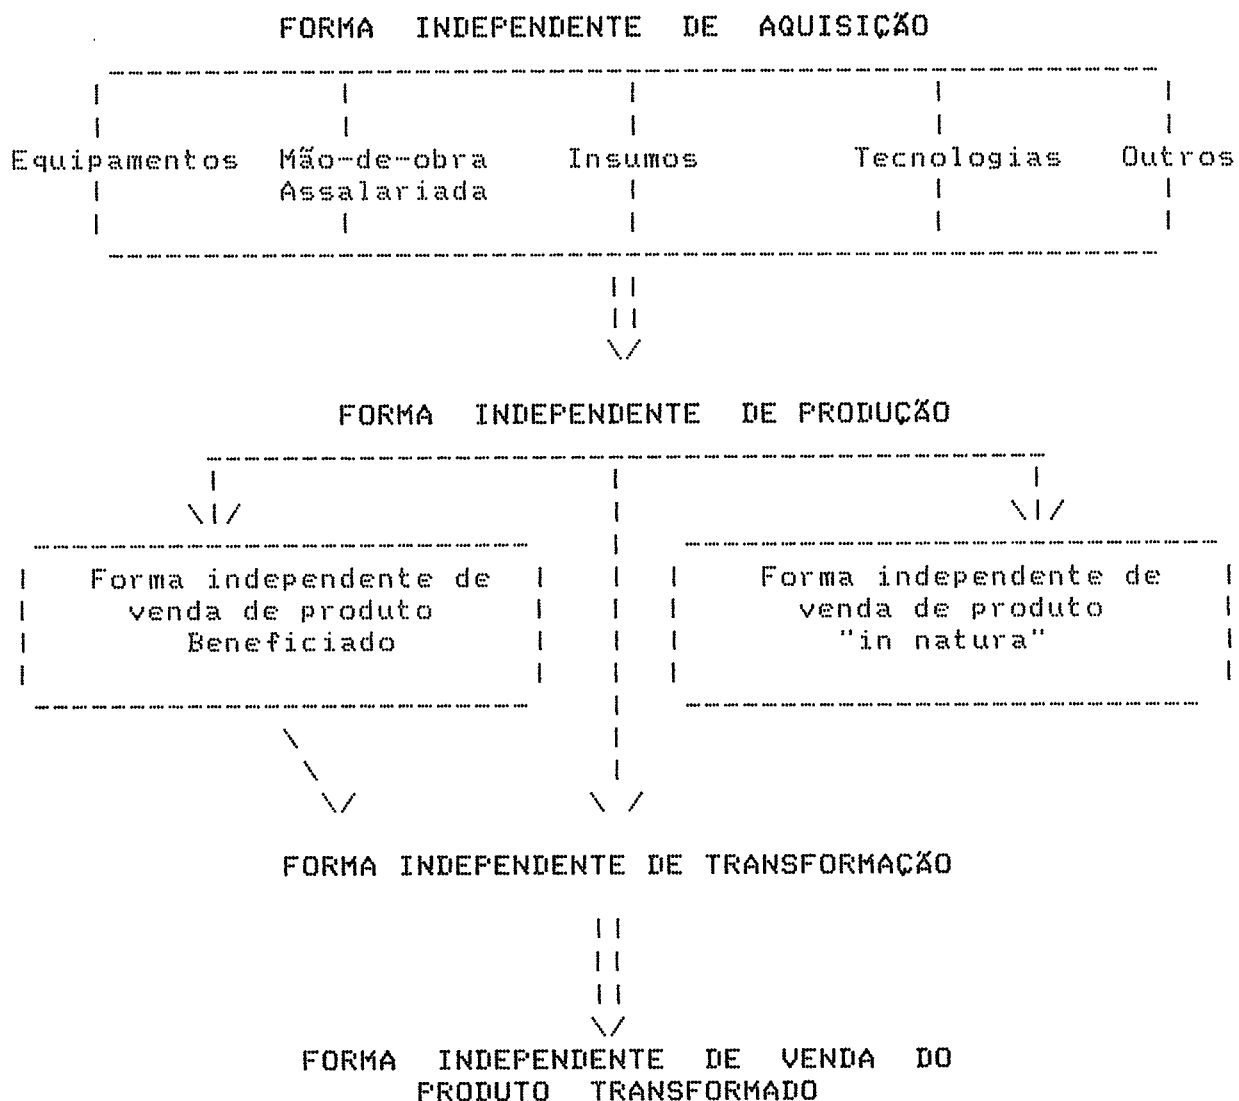 FORMA INDEPENDENTE DE AQUISIÇÃO
Equipamentos Mão-de-obra Insumos Tecnologias Outros
Assalariada
FORMA INDEPENDENTE DE PRODUÇÃO
Forma independente de
venda de produto
Beneficiado
Forma independente de
venda de produto
"in natura"
FORMA INDEPENDENTE DE TRANSFORMAÇÃO
FORMA INDEPENDENTE DE VENDA DO
PRODUTO TRANSFORMADO